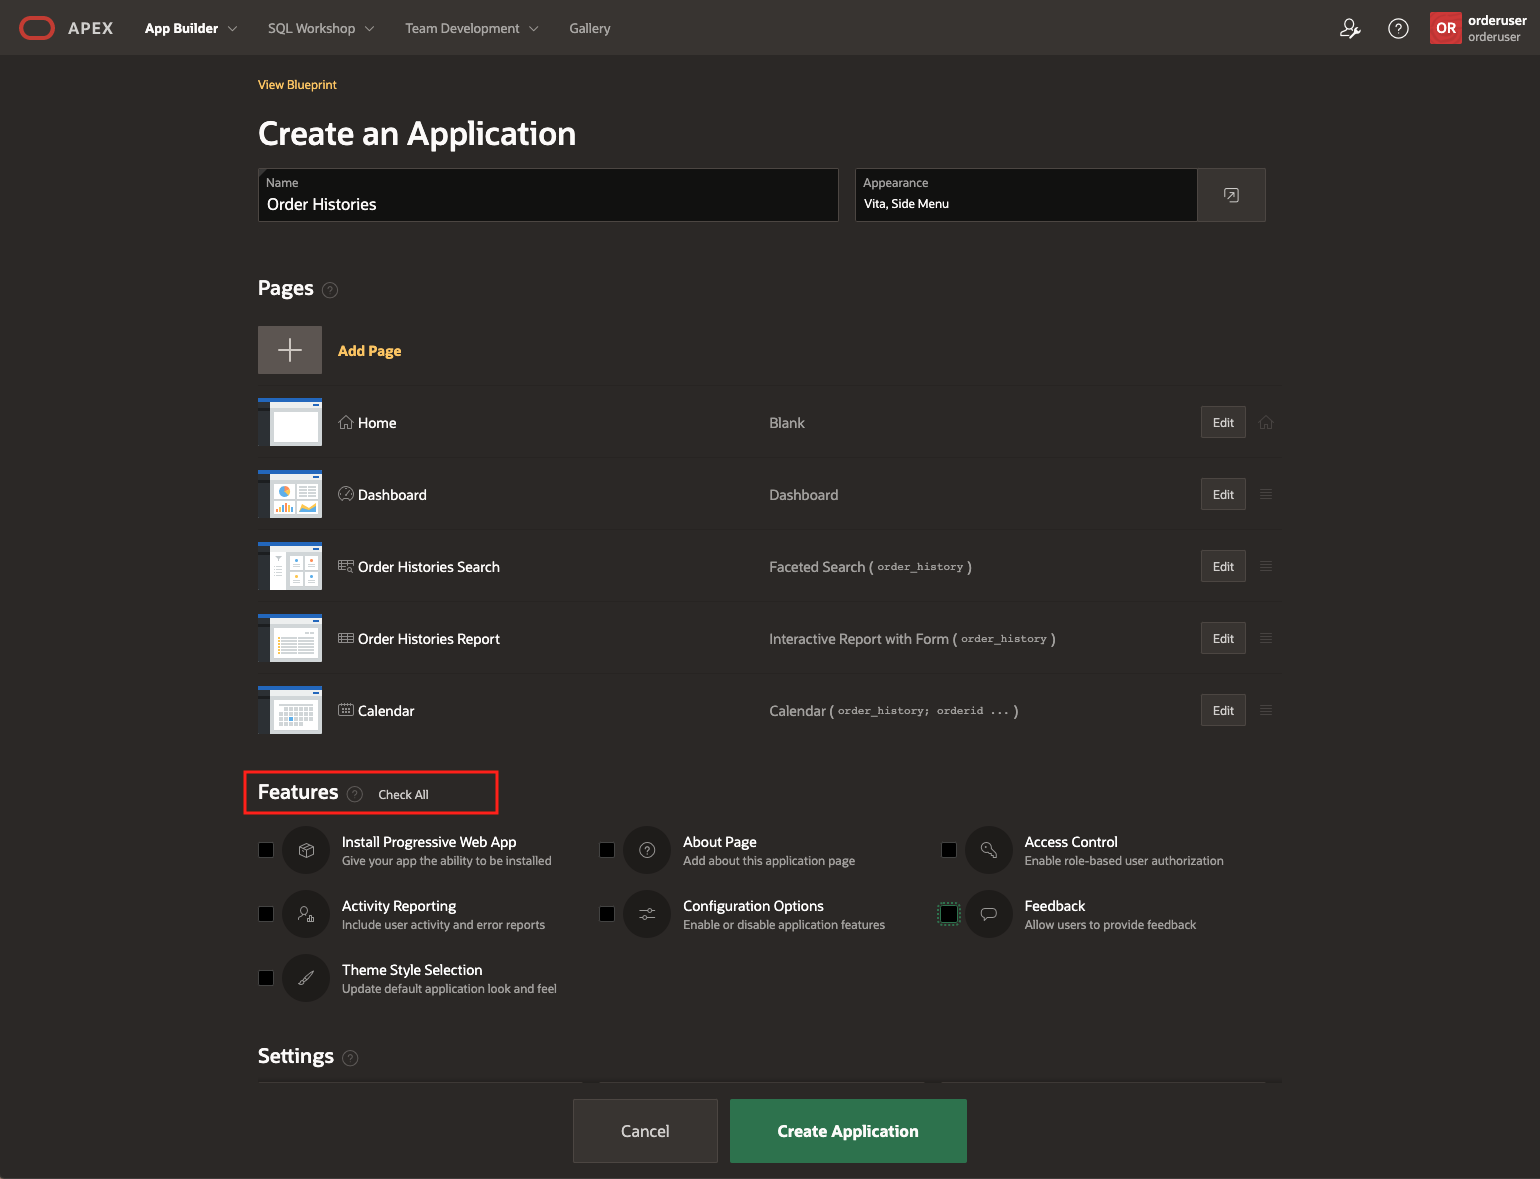 APEX App Builder SQL Workshop Team Development Gallery OR orderuser
orderuser
View Blueprint
Create an Application
Name Appearance
Order Histories Vita, Side Menu
Pages ?
Add Page
Home Blank Edit
Dashboard Dashboard Edit
Order Histories Search Faceted Search ( order_history ) Edit
Order Histories Report Interactive Report with Form ( order_history ) Edit
Calendar Calendar ( order_history; orderid ... ) Edit
Features ? Check All
Install Progressive Web App About Page Access Control
Give your app the ability to be installed Add about this application page Enable role-based user authorization
Activity Reporting Configuration Options Feedback
Include user activity and error reports Enable or disable application features Allow users to provide feedback
Theme Style Selection
Update default application look and feel
Settings ?
Cancel Create Application